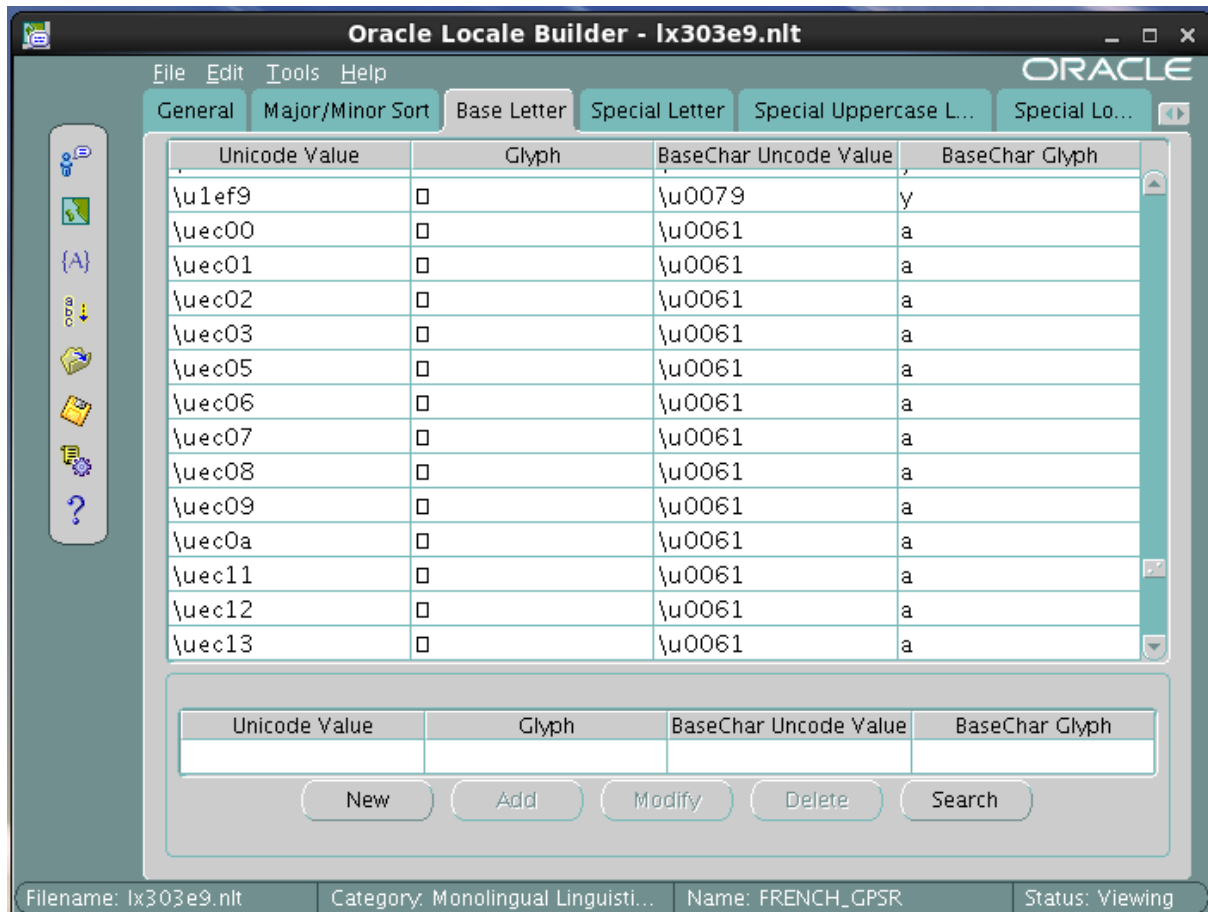 Oracle Locale Builder - lx303e9.nlt
File Edit Tools Help
ORACLE
General Major/Minor Sort Base Letter Special Letter Special Uppercase L... Special Lo...
Unicode Value Glyph BaseChar Uncode Value BaseChar Glyph
\u1ef9 □ \u0079 y
\uec00 □ \u0061 a
\uec01 □ \u0061 a
\uec02 □ \u0061 a
\uec03 □ \u0061 a
\uec05 □ \u0061 a
\uec06 □ \u0061 a
\uec07 □ \u0061 a
\uec08 □ \u0061 a
\uec09 □ \u0061 a
\uec0a □ \u0061 a
\uec11 □ \u0061 a
\uec12 □ \u0061 a
\uec13 □ \u0061 a
Unicode Value Glyph BaseChar Uncode Value BaseChar Glyph
New Add Modify Delete Search
Filename: lx303e9.nlt Category: Monolingual Linguisti... Name: FRENCH_GPSR Status: Viewing
{A}
a
b
c
?